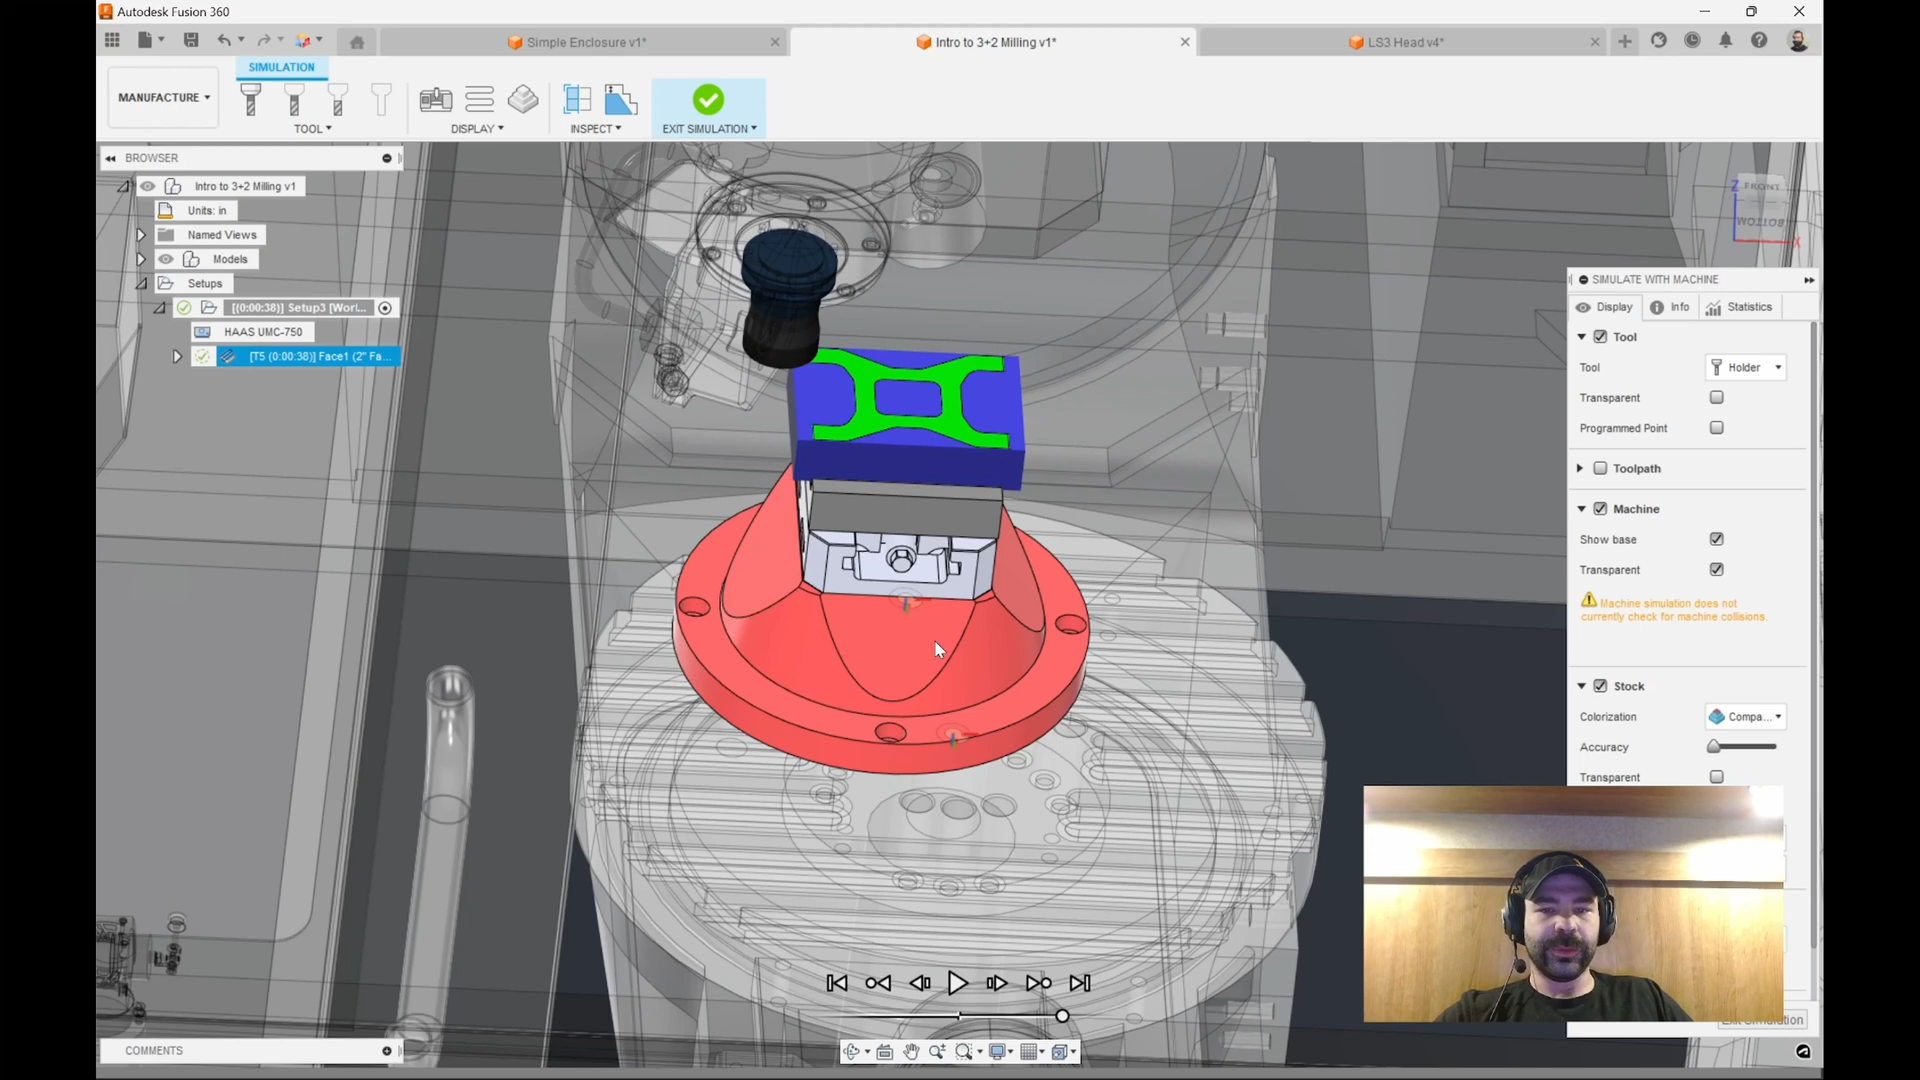 Autodesk Fusion 360
Simple Enclosure v1*
Intro to 3+2 Milling v1*
LS3 Head v4*
SIMULATION
MANUFACTURE
TOOL
DISPLAY
INSPECT
EXIT SIMULATION
BROWSER
Intro to 3+2 Milling v1
Units: in
Named Views
Models
Setups
[(0:00:38)] Setup3 [Worl...
HAAS UMC-750
[T5 (0:00:38)] Face1 (2" Fa...
Z FRONT
BOTTOM
X
SIMULATE WITH MACHINE
Display Info Statistics
Tool
Tool Holder
Transparent
Programmed Point
Toolpath
Machine
Show base
Transparent
Machine simulation does not
currently check for machine collisions.
Stock
Colorization Compa...
Accuracy
Transparent
Exit Simulation
COMMENTS